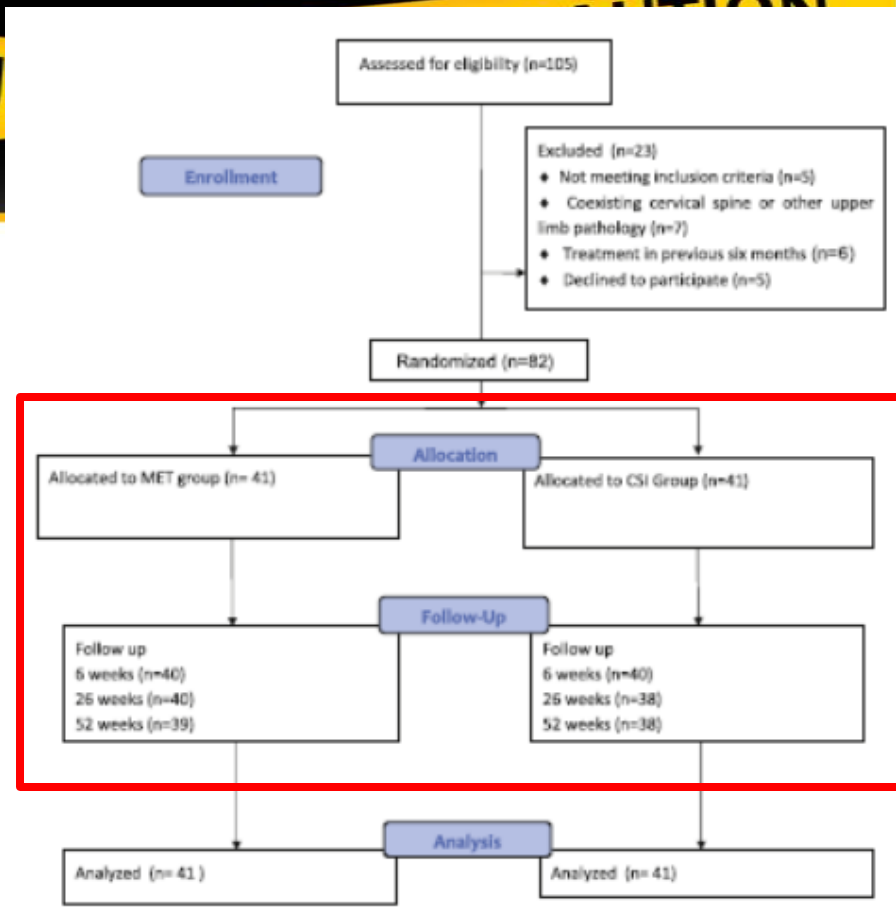 CAUTION
Assessed for eligibility (n=105)
Enrollment
Excluded (n=23)
♦ Not meeting inclusion criteria (n=5)
♦ Coexisting cervical spine or other upper
limb pathology (n=7)
♦ Treatment in previous six months (n=6)
♦ Declined to participate (n=5)
Randomized (n=82)
Allocation
Allocated to MET group (n= 41)
Allocated to CSI Group (n=41)
Follow-Up
Follow up
6 weeks (n=40)
26 weeks (n=40)
52 weeks (n=39)
Follow up
6 weeks (n=40)
26 weeks (n=38)
52 weeks (n=38)
Analysis
Analyzed (n= 41 )
Analyzed (n= 41)